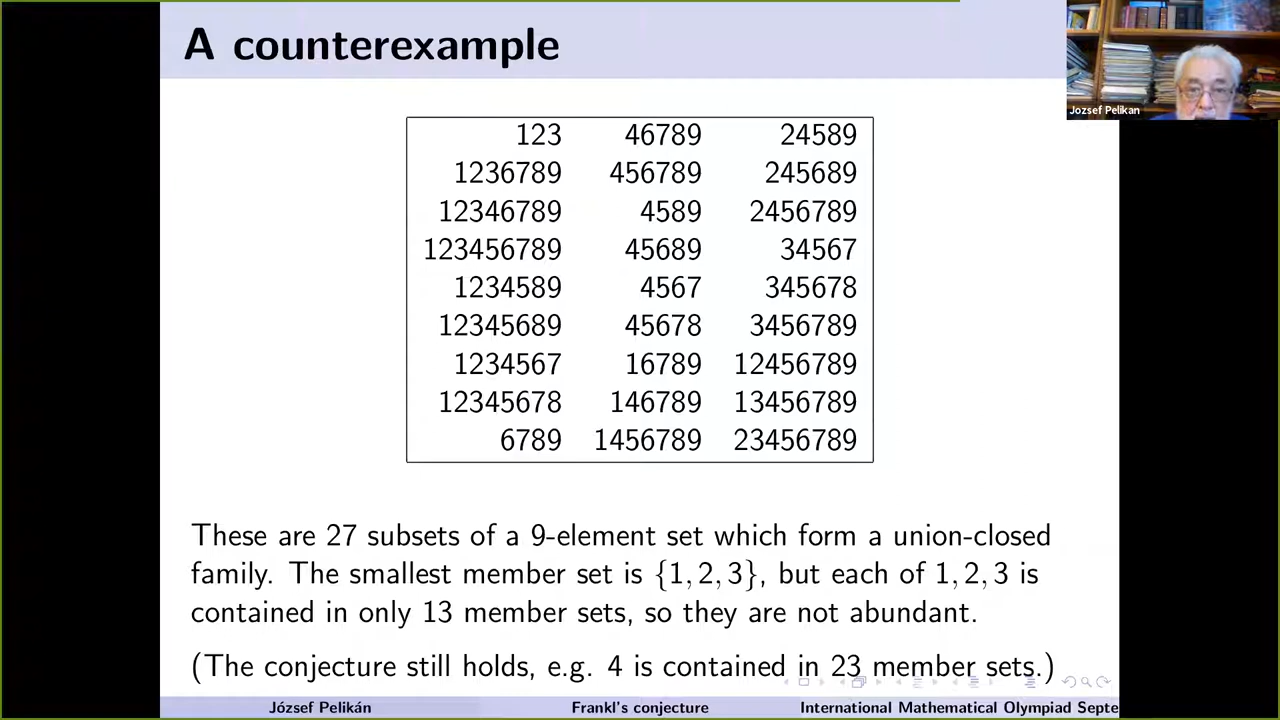 A counterexample
Jozsef Pelikan
123 46789 24589
1236789 456789 245689
12346789 4589 2456789
123456789 45689 34567
1234589 4567 345678
12345689 45678 3456789
1234567 16789 12456789
12345678 146789 13456789
6789 1456789 23456789
These are 27 subsets of a 9-element set which form a union-closed
family. The smallest member set is {1, 2, 3}, but each of 1, 2, 3 is
contained in only 13 member sets, so they are not abundant.
(The conjecture still holds, e.g. 4 is contained in 23 member sets.)
József Pelikán Frankl's conjecture International Mathematical Olympiad Septe